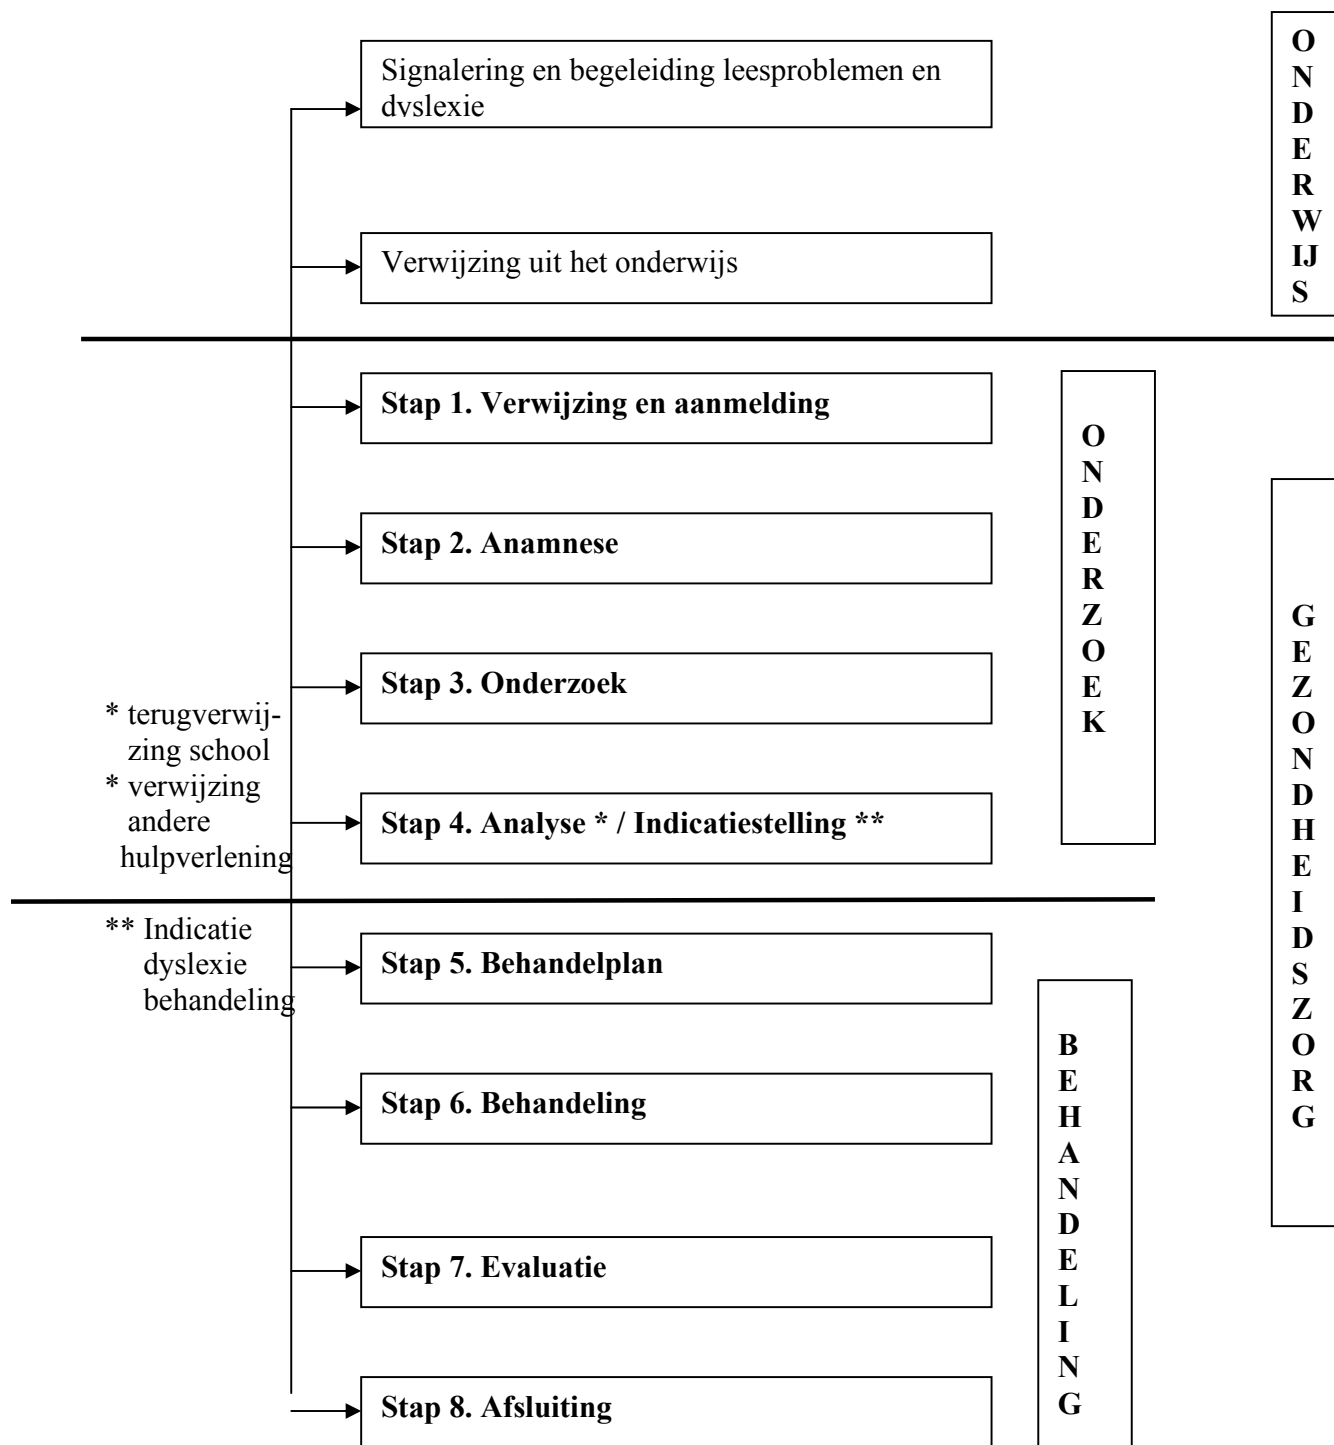 Signalering en begeleiding leesproblemen en
dyslexie
Verwijzing uit het onderwijs
O
N
D
E
R
W
IJ
S
Stap 1. Verwijzing en aanmelding
Stap 2. Anamnese
Stap 3. Onderzoek
* terugverwij-
zing school
* verwijzing
andere
hulpverlening
Stap 4. Analyse * / Indicatiestelling **
O
N
D
E
R
Z
O
E
K
** Indicatie
dyslexie
behandeling
Stap 5. Behandelplan
Stap 6. Behandeling
Stap 7. Evaluatie
Stap 8. Afsluiting
B
E
H
A
N
D
E
L
I
N
G
G
E
Z
O
N
D
H
E
I
D
S
Z
O
R
G